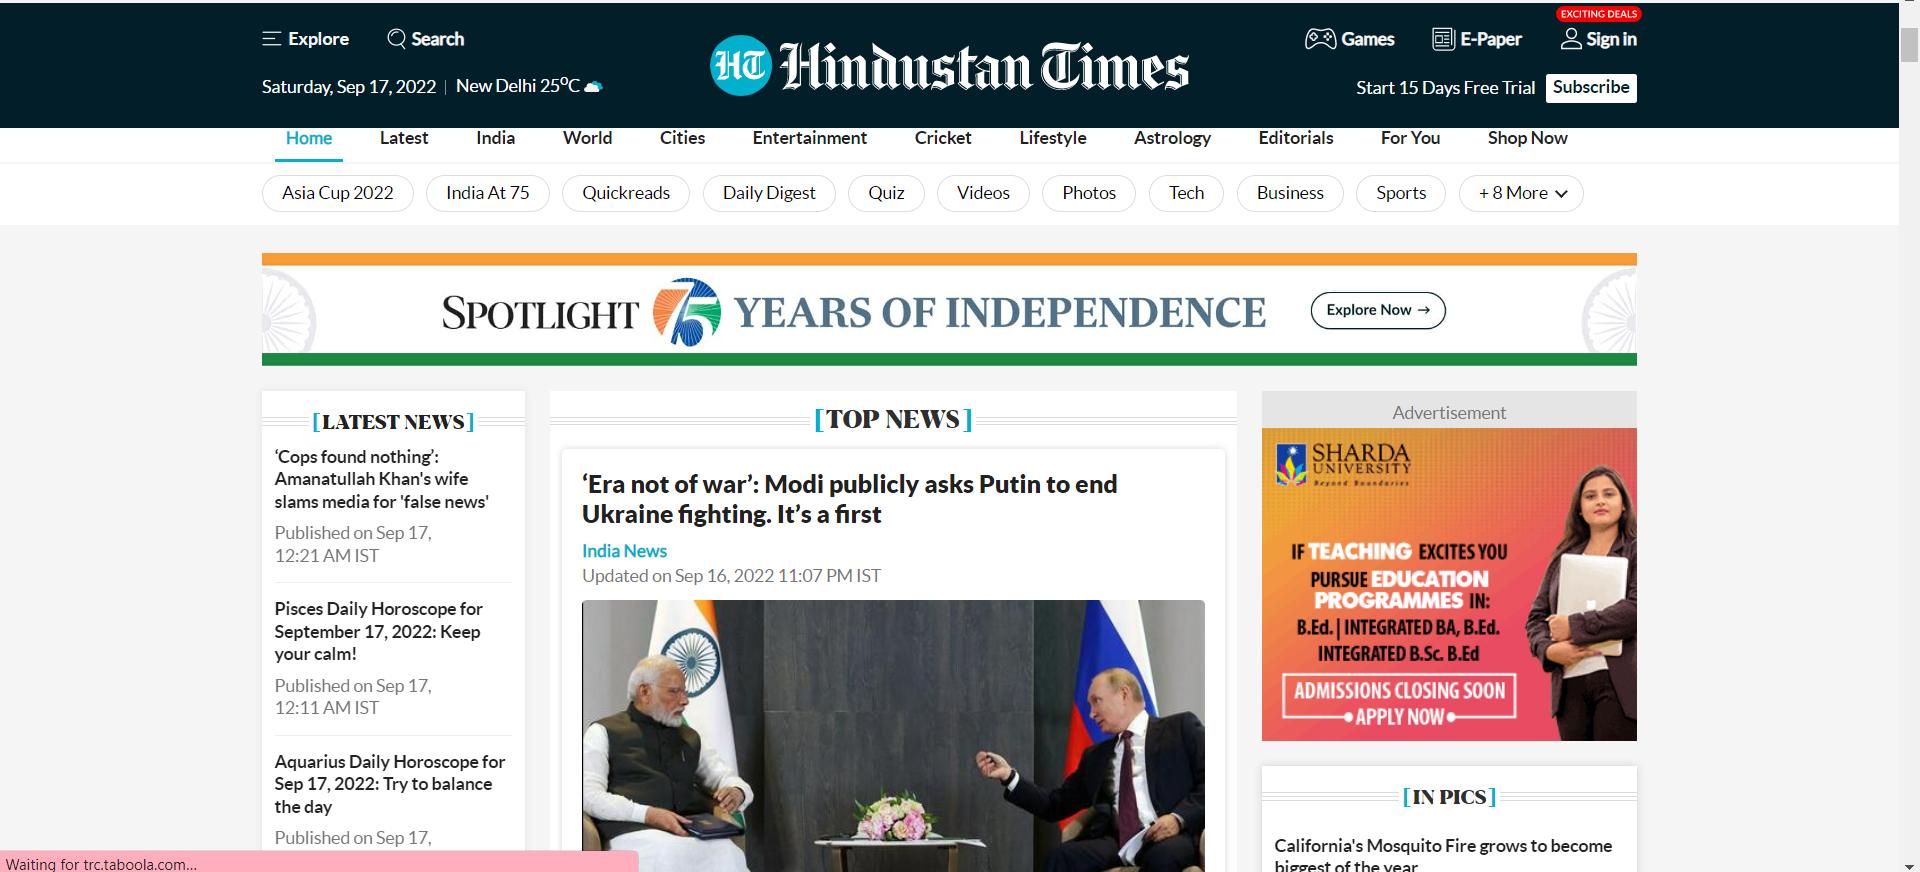 EXCITING DEALS
Explore
Search
Games
E-Paper
Sign in
HT Hindustan Times
Saturday, Sep 17, 2022 | New Delhi 25°C
Start 15 Days Free Trial
Subscribe
Home
Latest
India
World
Cities
Entertainment
Cricket
Lifestyle
Astrology
Editorials
For You
Shop Now
Asia Cup 2022
India At 75
Quickreads
Daily Digest
Quiz
Videos
Photos
Tech
Business
Sports
+ 8 More
SPOTLIGHT 75 YEARS OF INDEPENDENCE
Explore Now →
[LATEST NEWS]
‘Cops found nothing’:
Amanatullah Khan's wife
slams media for 'false news'
Published on Sep 17,
12:21 AM IST
Pisces Daily Horoscope for
September 17, 2022: Keep
your calm!
Published on Sep 17,
12:11 AM IST
Aquarius Daily Horoscope for
Sep 17, 2022: Try to balance
the day
Published on Sep 17,
[TOP NEWS]
‘Era not of war’: Modi publicly asks Putin to end
Ukraine fighting. It’s a first
India News
Updated on Sep 16, 2022 11:07 PM IST
Advertisement
SHARDA
UNIVERSITY
Beyond Boundaries
IF TEACHING EXCITES YOU
PURSUE EDUCATION
PROGRAMMES IN:
B.Ed. | INTEGRATED BA, B.Ed.
INTEGRATED B.Sc. B.Ed
ADMISSIONS CLOSING SOON
APPLY NOW
[IN PICS]
California's Mosquito Fire grows to become
biggest of the year
Waiting for trc.taboola.com...